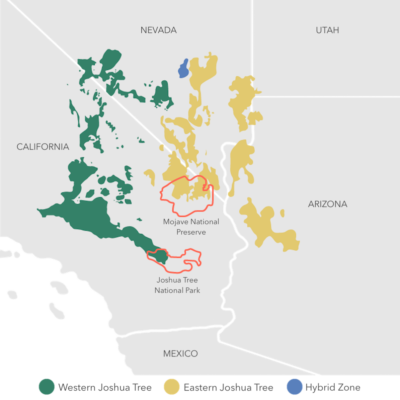 NEVADA
UTAH
CALIFORNIA
ARIZONA
Mojave National
Preserve
Joshua Tree
National Park
MEXICO
Western Joshua Tree
Eastern Joshua Tree
Hybrid Zone